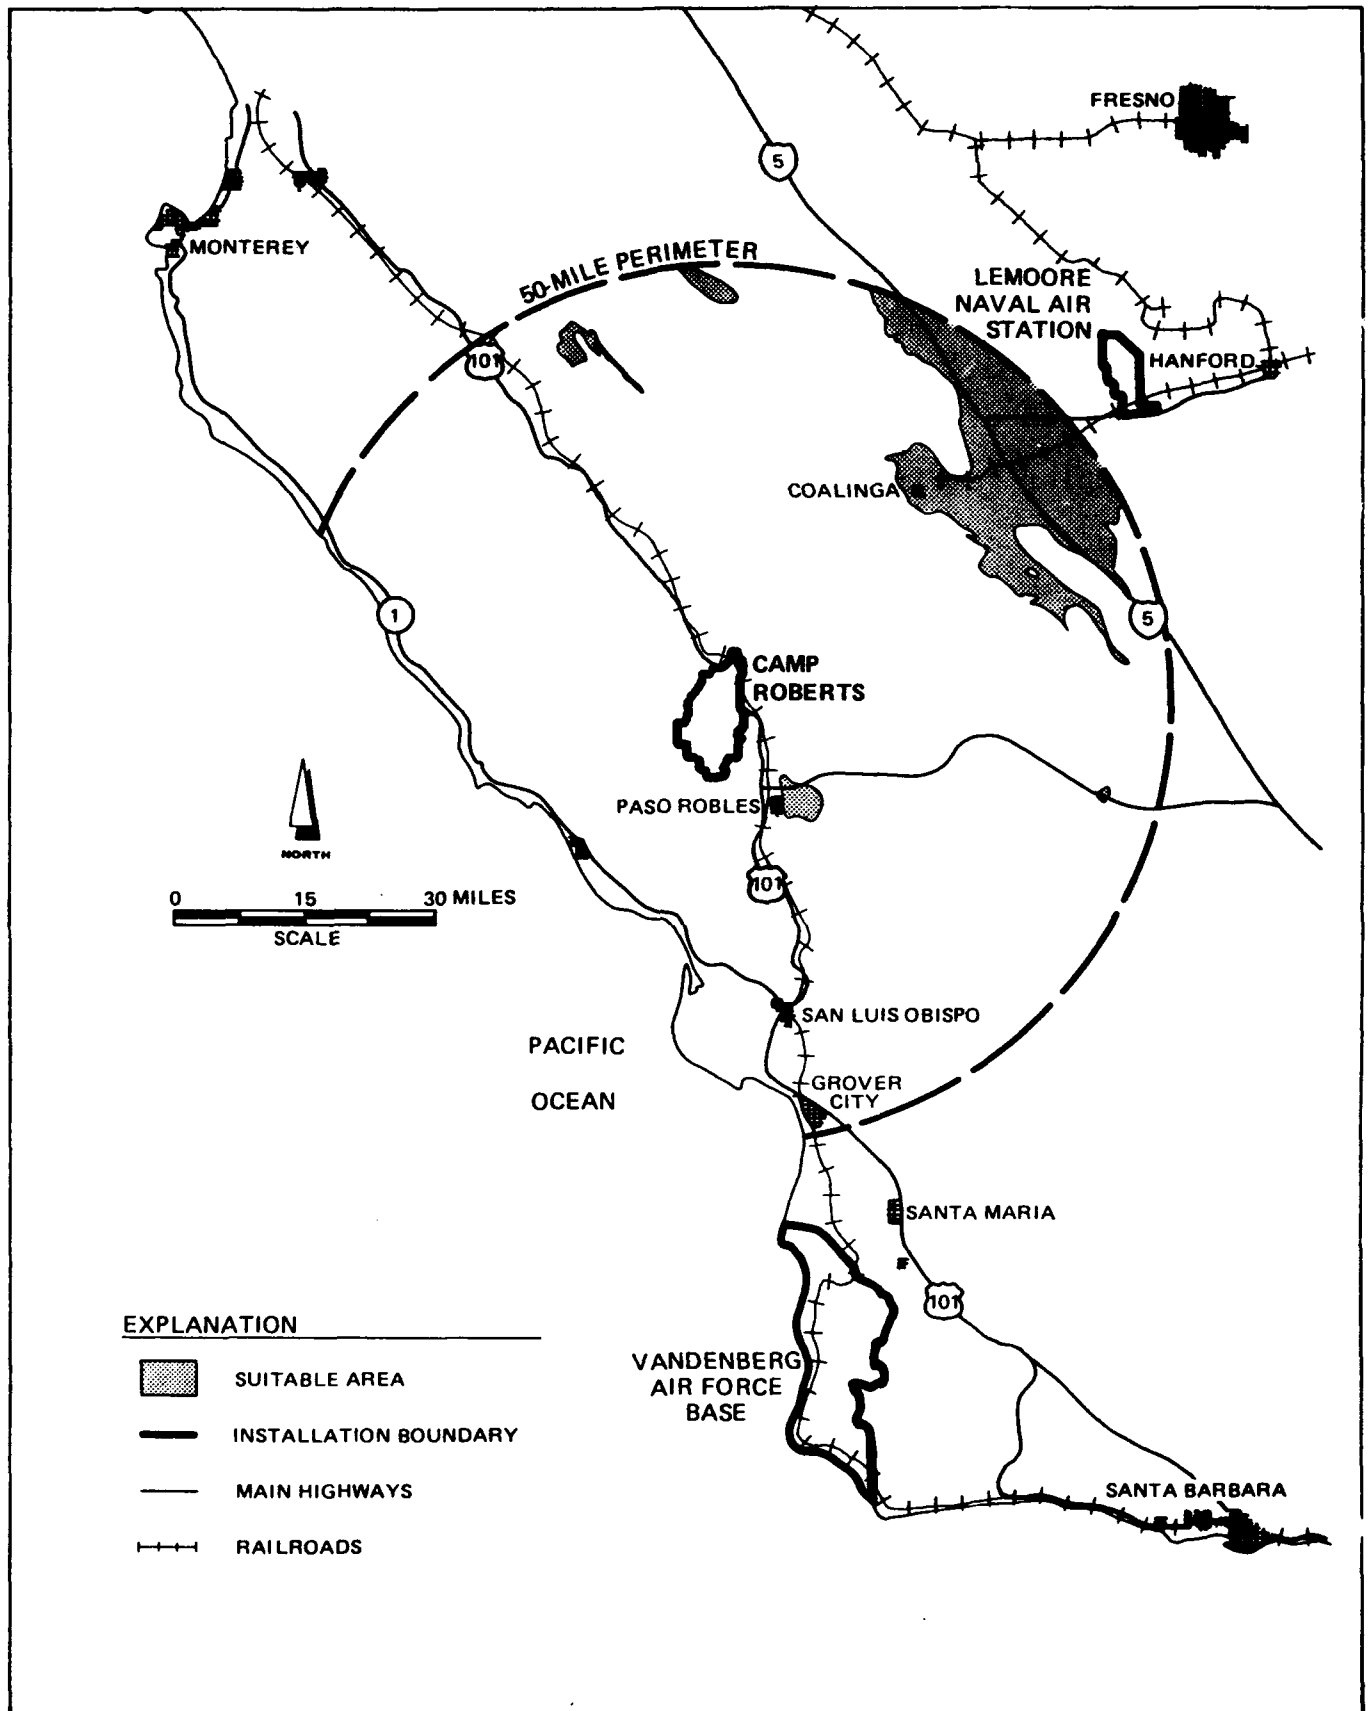 FRESNO
5
MONTEREY
50-MILE PERIMETER
LEMOORE
NAVAL AIR
STATION
HANFORD
101
COALINGA
1
5
CAMP
ROBERTS
PASO ROBLES
NORTH
101
0 15 30 MILES
SCALE
SAN LUIS OBISPO
PACIFIC
OCEAN
GROVER
CITY
SANTA MARIA
101
EXPLANATION
SUITABLE AREA
INSTALLATION BOUNDARY
MAIN HIGHWAYS
RAILROADS
VANDENBERG
AIR FORCE
BASE
SANTA BARBARA